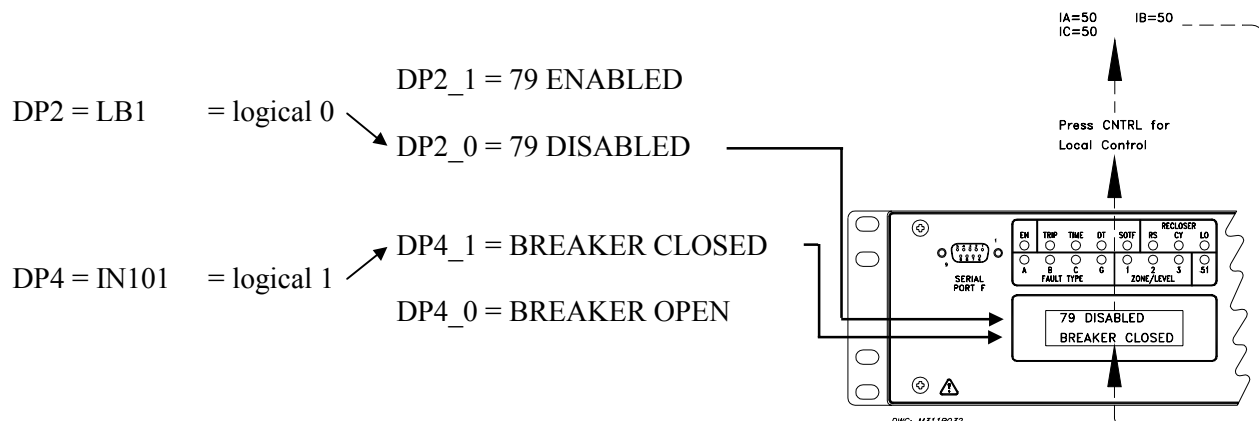 IA=50 IB=50
IC=50
DP2_1 = 79 ENABLED
DP2 = LB1 = logical 0
DP2_0 = 79 DISABLED
Press CNTRL for
Local Control
DP4_1 = BREAKER CLOSED
DP4 = IN101 = logical 1
DP4_0 = BREAKER OPEN
RECLOSER
EN TRIP TIME DT SOTF RS CY LO
A B C G 1 2 3 51
FAULT TYPE ZONE/LEVEL
SERIAL
PORT F
79 DISABLED
BREAKER CLOSED